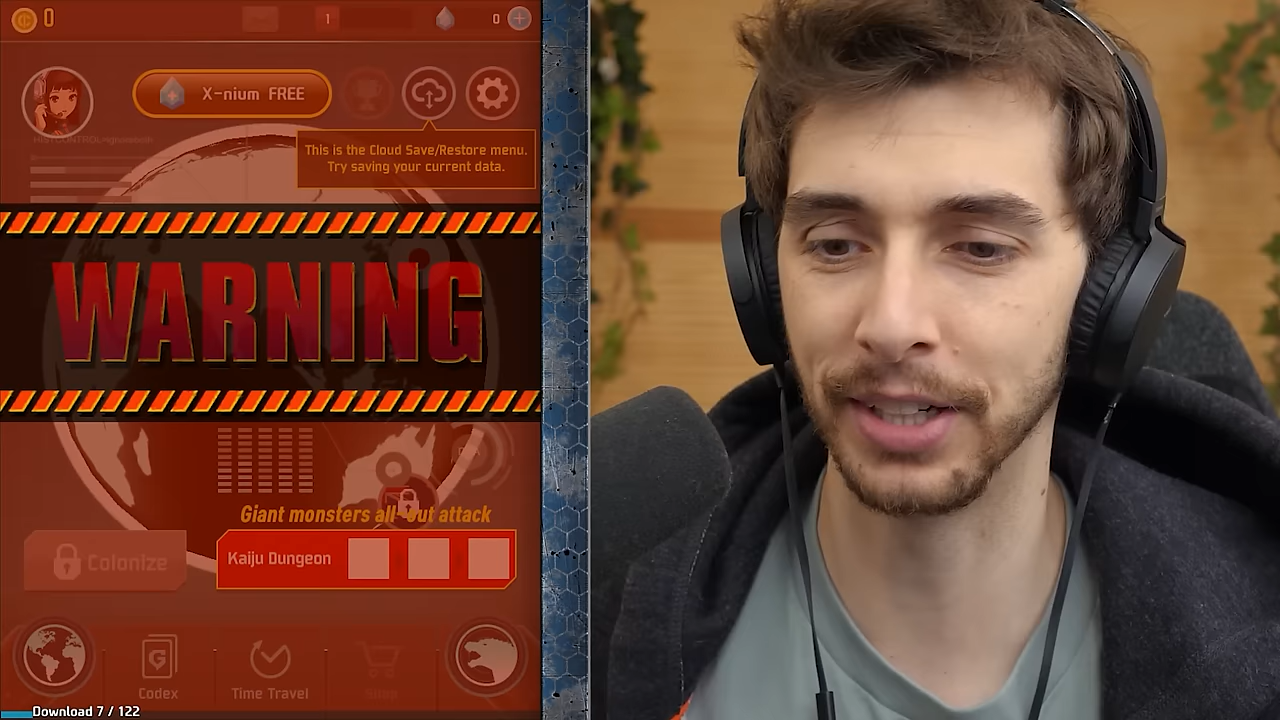 0
1
0
X-nium FREE
This is the Cloud Save/Restore menu.
Try saving your current data.
WARNING
Giant monsters all-out attack
Colonize
Kaiju Dungeon
Codex
Time Travel
Shop
Download 7 / 122